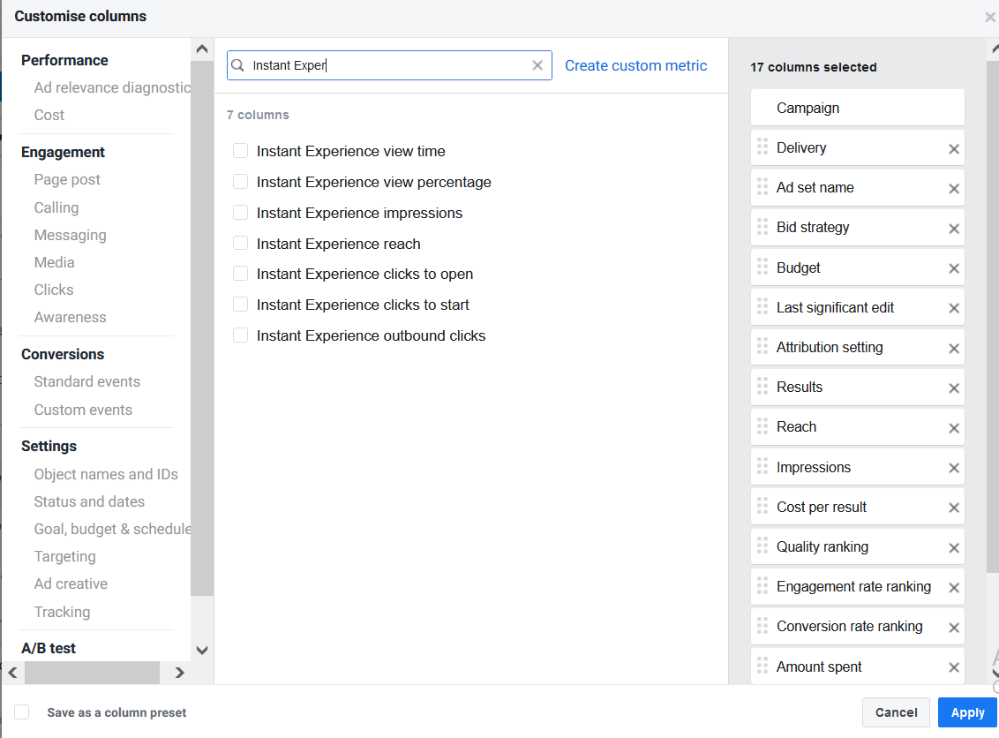 Customise columns
Performance
Ad relevance diagnostic
Cost
Engagement
Page post
Calling
Messaging
Media
Clicks
Awareness
Conversions
Standard events
Custom events
Settings
Object names and IDs
Status and dates
Goal, budget & schedule
Targeting
Ad creative
Tracking
A/B test
Instant Exper
Create custom metric
7 columns
Instant Experience view time
Instant Experience view percentage
Instant Experience impressions
Instant Experience reach
Instant Experience clicks to open
Instant Experience clicks to start
Instant Experience outbound clicks
17 columns selected
Campaign
Delivery
Ad set name
Bid strategy
Budget
Last significant edit
Attribution setting
Results
Reach
Impressions
Cost per result
Quality ranking
Engagement rate ranking
Conversion rate ranking
Amount spent
Save as a column preset
Cancel
Apply